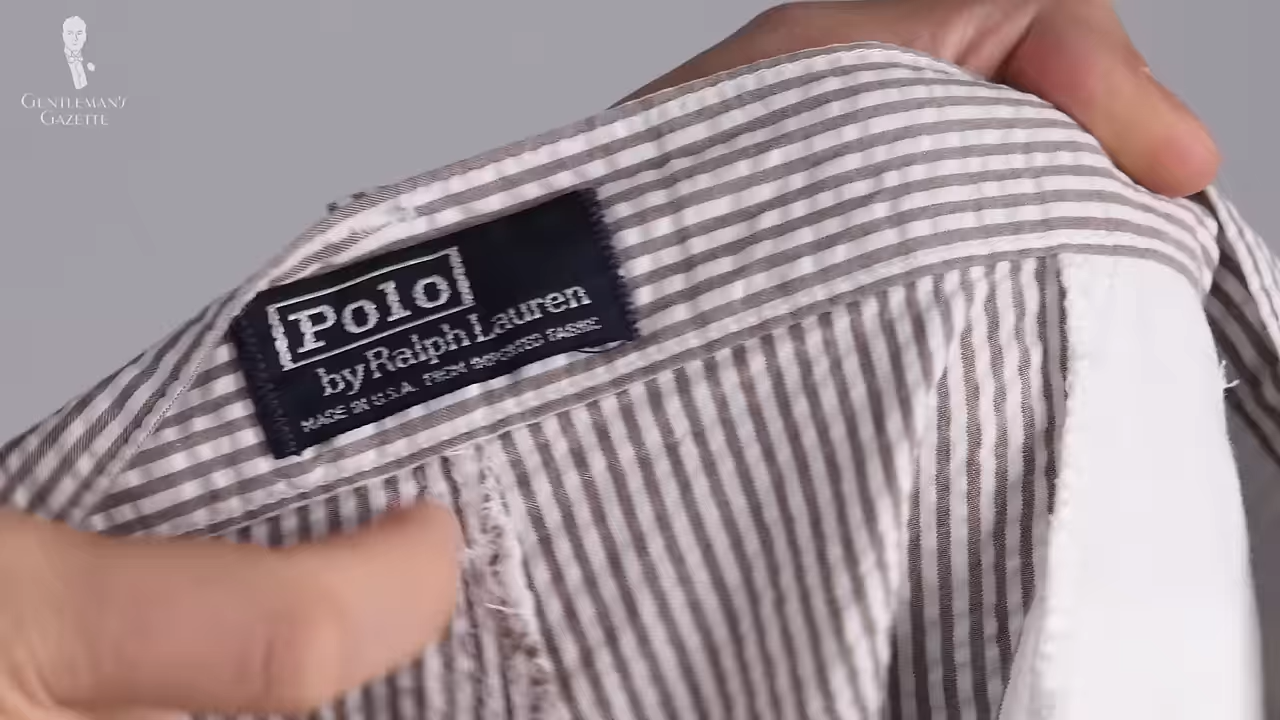 GENTLEMAN'S
GAZETTE
Polo
by Ralph Lauren
MADE IN U.S.A. FROM IMPORTED FABRIC